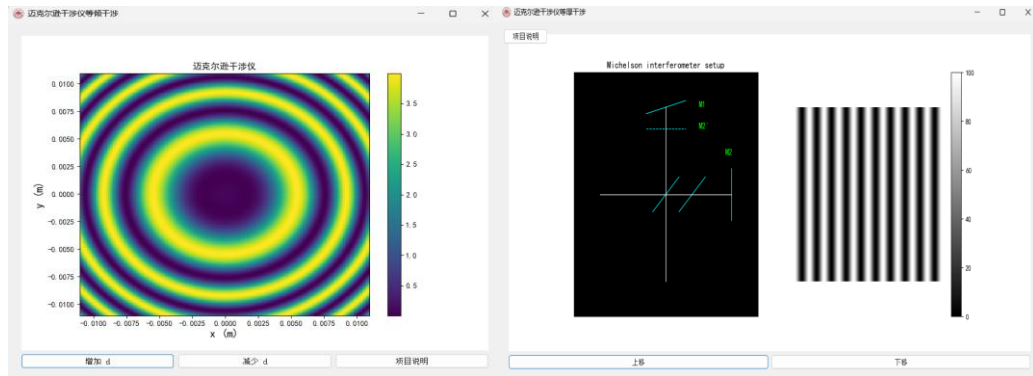 迈克尔逊干涉仪等倾干涉
迈克尔逊干涉仪
0.0100
0.0075
0.0050
0.0025
0.0000
-0.0025
-0.0050
-0.0075
-0.0100
y (m)
-0.0100 -0.0075 -0.0050 -0.0025 0.0000 0.0025 0.0050 0.0075 0.0100
x (m)
3.5
3.0
2.5
2.0
1.5
1.0
0.5
增加 d
减少 d
项目说明
迈克尔逊干涉仪等厚干涉
项目说明
Michelson interferometer setup
M1
M2'
M2
100
80
60
40
20
0
上移
下移